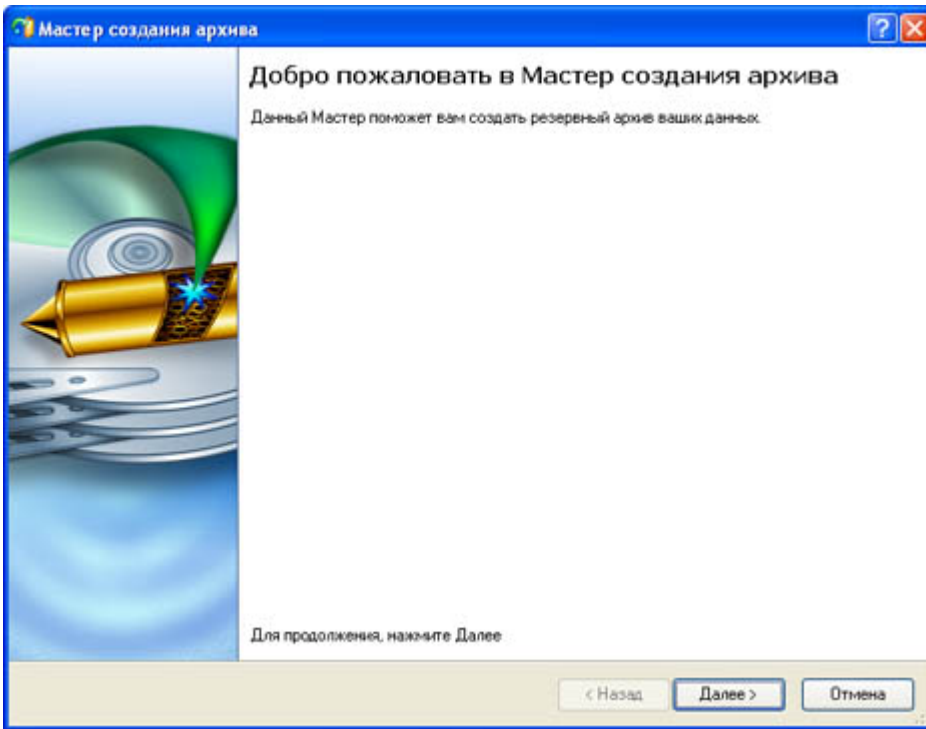 Мастер создания архива
Добро пожаловать в Мастер создания архива
Данный Мастер поможет вам создать резервный архив ваших данных.
Для продолжения, нажмите Далее
< Назад Далее > Отмена